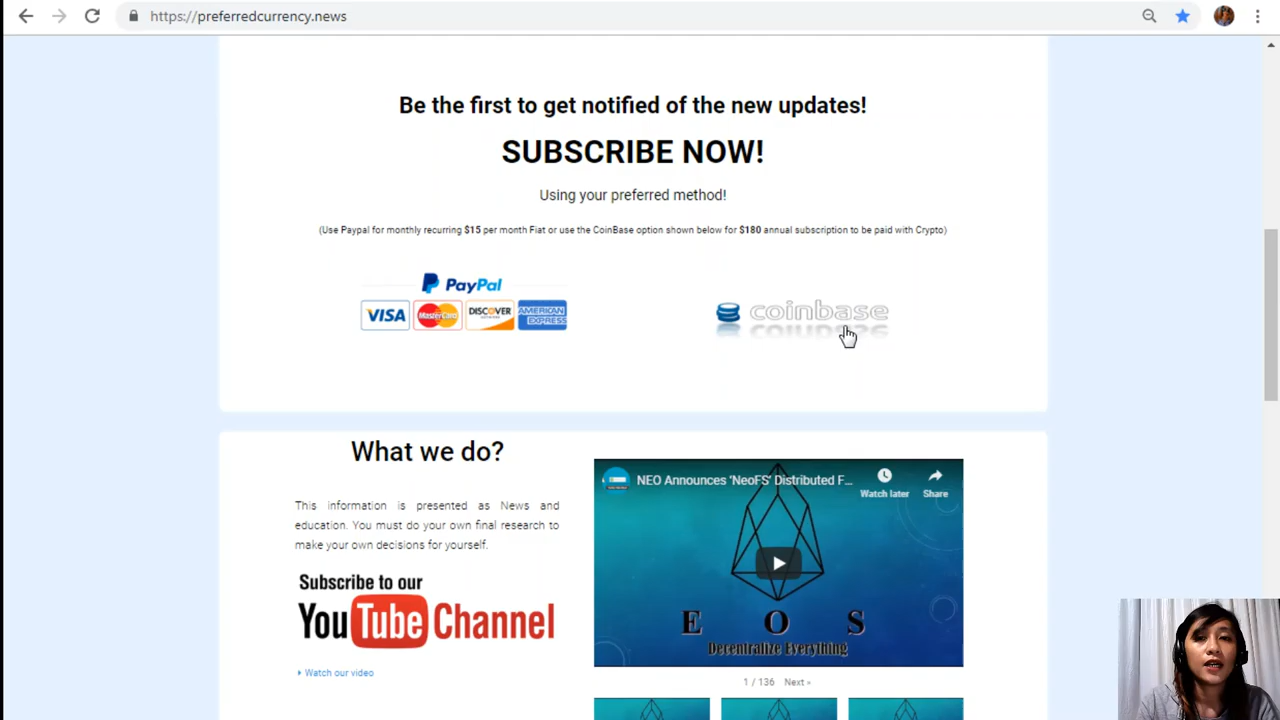 https://preferredcurrency.news
Be the first to get notified of the new updates!
SUBSCRIBE NOW!
Using your preferred method!
(Use Paypal for monthly recurring $15 per month Fiat or use the CoinBase option shown below for $180 annual subscription to be paid with Crypto)
PayPal
VISA MasterCard DISCOVER AMERICAN EXPRESS
coinbase
What we do?
This information is presented as News and
education. You must do your own final research to
make your own decisions for yourself.
Subscribe to our
YouTube Channel
Watch our video
NEO Announces ‘NeoFS’ Distributed F...
Watch later Share
E O S
Decentralize Everything
1 / 136 Next »